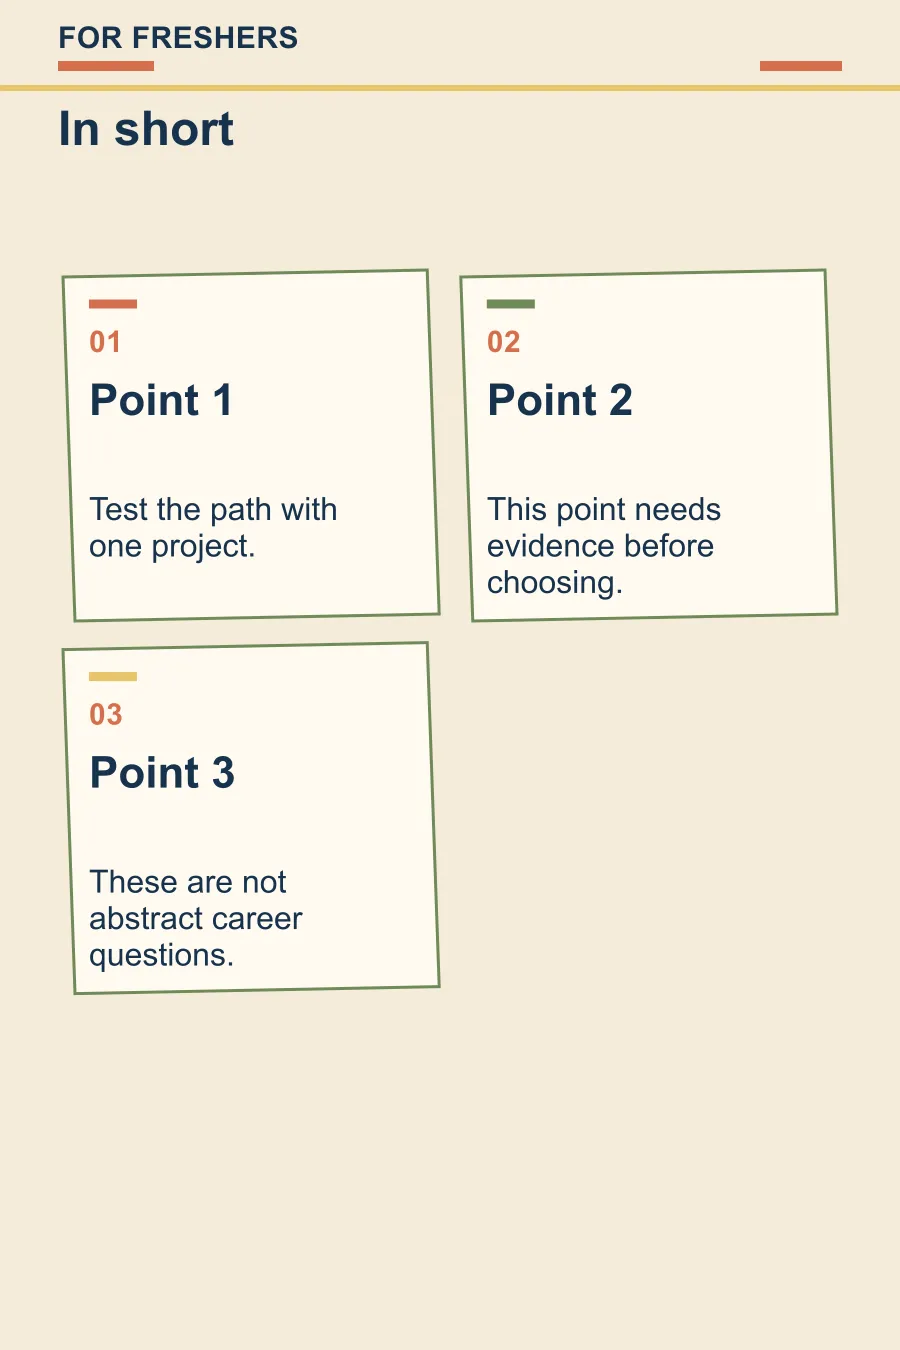 FOR FRESHERS
In short
01
Point 1
Test the path with
one project.
02
Point 2
This point needs
evidence before
choosing.
03
Point 3
These are not
abstract career
questions.